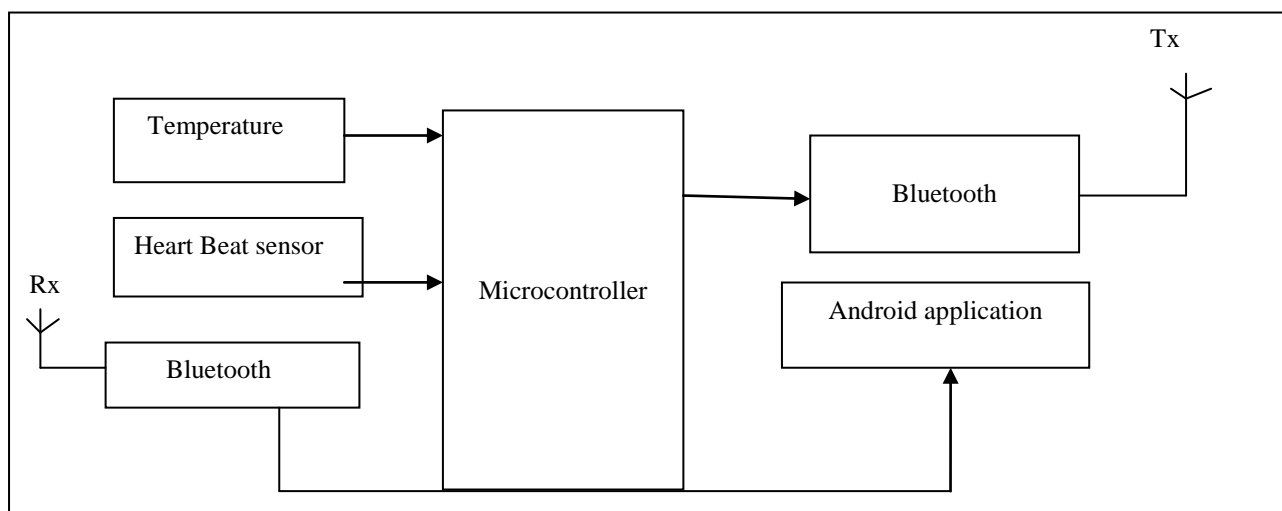 Tx
Temperature
Bluetooth
Heart Beat sensor
Rx
Microcontroller
Android application
Bluetooth